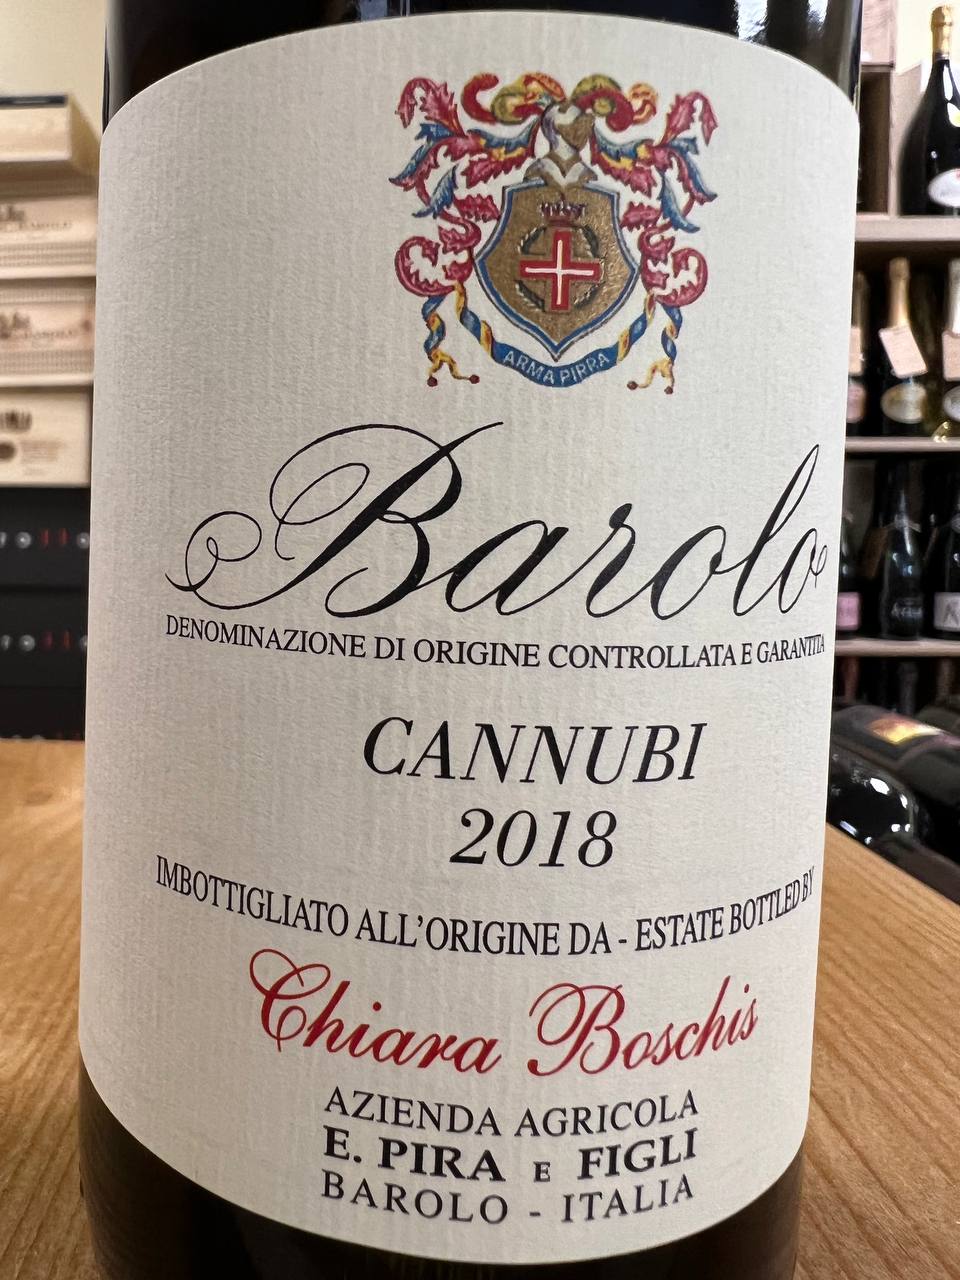 ARMA PIRRA
Barolo
DENOMINAZIONE DI ORIGINE CONTROLLATA E GARANTITA
CANNUBI
2018
IMBOTTIGLIATO ALL'ORIGINE DA - ESTATE BOTTLED BY
Chiara Boschis
AZIENDA AGRICOLA
E. PIRA E FIGLI
BAROLO - ITALIA